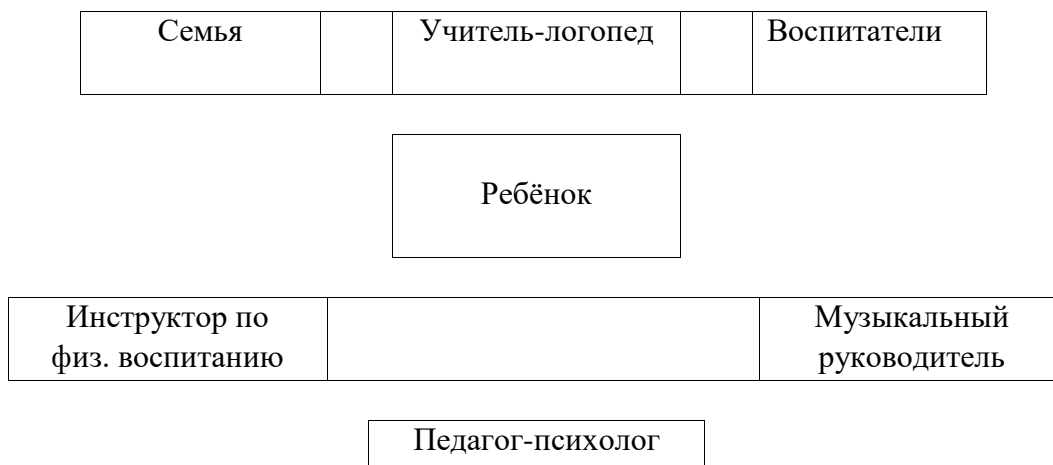 Семья Учитель-логопед Воспитатели
Ребёнок
Инструктор по Музыкальный
физ. воспитанию руководитель
Педагог-психолог